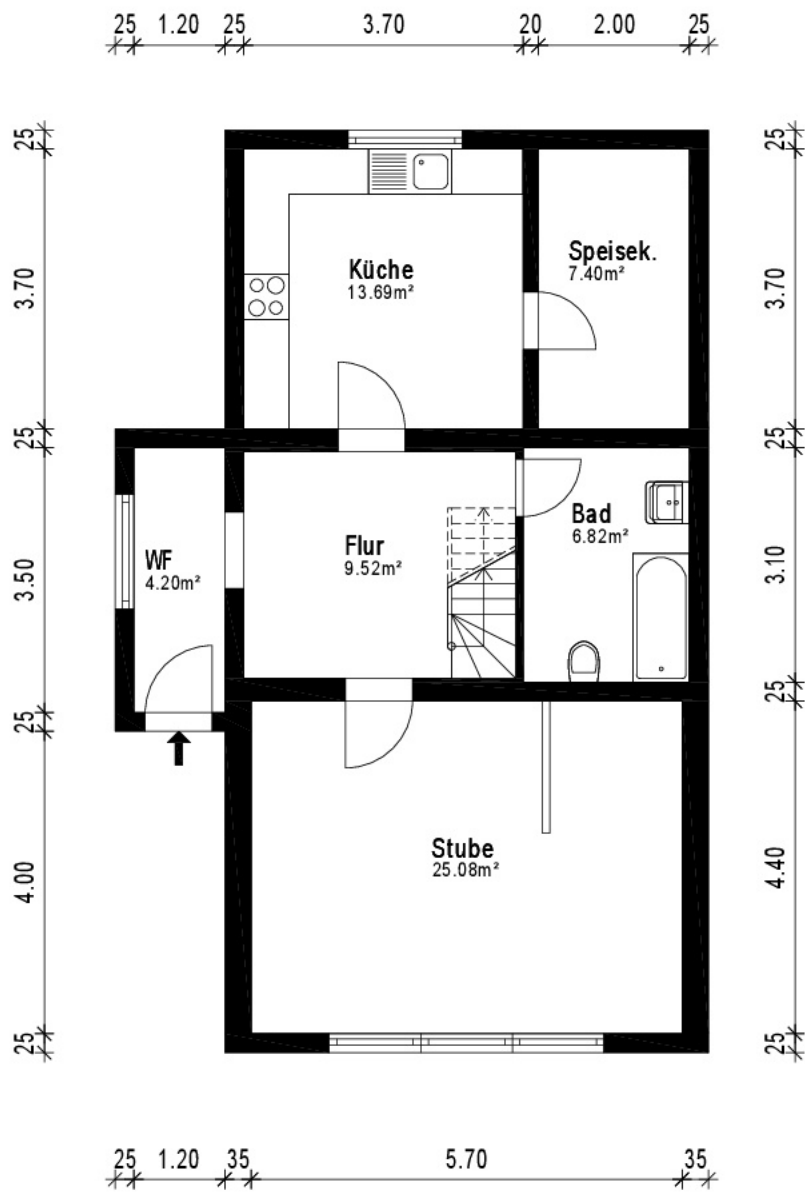 25 1.20 25 3.70 20 2.00 25
25
25
3.70
3.70
Küche
13.69m²
Speisek.
7.40m²
25
25
3.50
3.10
WF
4.20m²
Flur
9.52m²
Bad
6.82m²
25
25
4.00
4.40
Stube
25.08m²
25
25
25 1.20 35 5.70 35